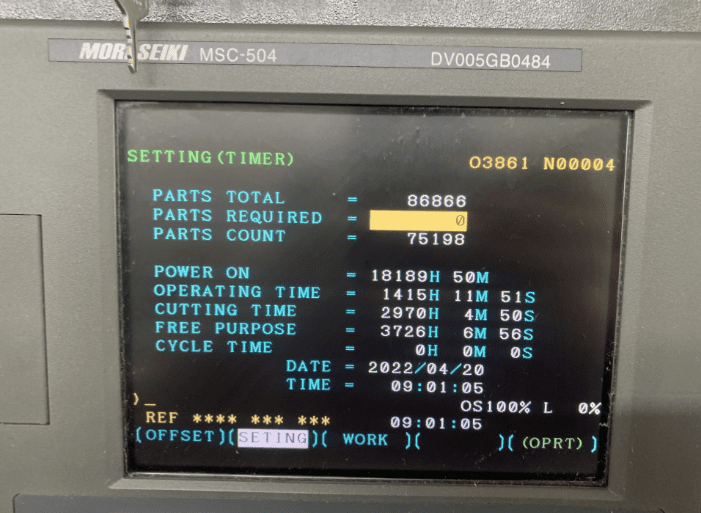 MORI SEIKI MSC-504 DV005GB0484
SETTING(TIMER) O3861 N00004
PARTS TOTAL = 86866
PARTS REQUIRED = 0
PARTS COUNT = 75198
POWER ON = 18189H 50M
OPERATING TIME = 1415H 11M 51S
CUTTING TIME = 2970H 4M 50S
FREE PURPOSE = 3726H 6M 56S
CYCLE TIME = 0H 0M 0S
DATE = 2022/04/20
TIME = 09:01:05
)_
OS100% L 0%
REF **** *** *** 09:01:05
(OFFSET)(SETING)( WORK )( )( (OPRT) )